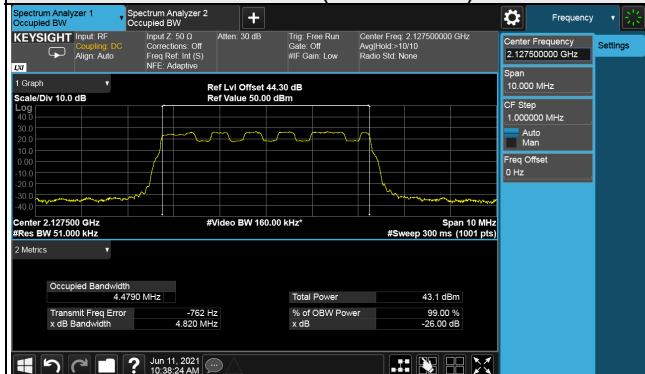 Spectrum Analyzer 1
Occupied BW
Spectrum Analyzer 2
Occupied BW
Frequency
KEYSIGHT
Input: RF
Coupling: DC
Align: Auto
Input Z: 50 Ω
Corrections: Off
Freq Ref: Int (S)
NFE: Adaptive
Atten: 30 dB
Trig: Free Run
Gate: Off
#IF Gain: Low
Center Freq: 2.127500000 GHz
Avg|Hold:>10/10
Radio Std: None
LXI
Center Frequency
2.127500000 GHz
Settings
Span
10.000 MHz
CF Step
1.000000 MHz
Auto
Man
Freq Offset
0 Hz
1 Graph
Scale/Div 10.0 dB
Ref Lvl Offset 44.30 dB
Ref Value 50.00 dBm
Log
40.0
30.0
20.0
10.0
0.00
-10.0
-20.0
-30.0
-40.0
Center 2.127500 GHz
#Video BW 160.00 kHz*
Span 10 MHz
#Res BW 51.000 kHz
#Sweep 300 ms (1001 pts)
2 Metrics
Occupied Bandwidth
4.4790 MHz
Total Power 43.1 dBm
Transmit Freq Error -762 Hz
% of OBW Power 99.00 %
x dB Bandwidth 4.820 MHz
x dB -26.00 dB
?
Jun 11, 2021
10:38:24 AM